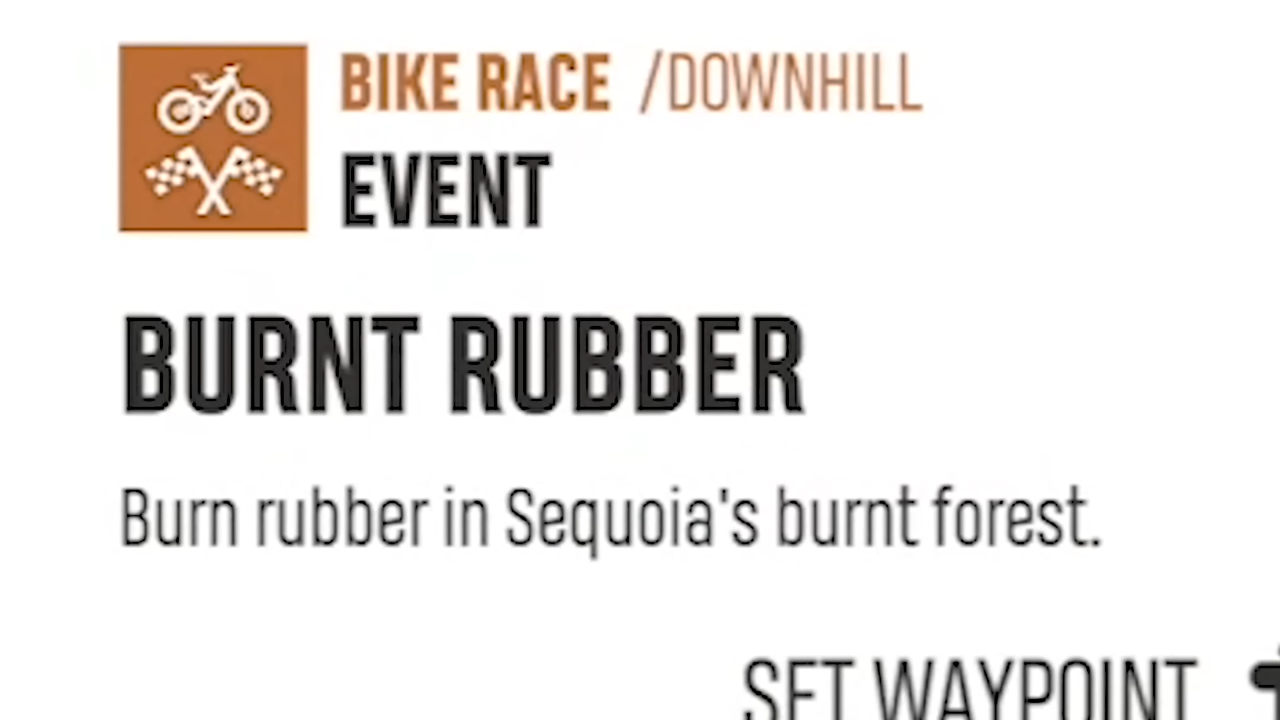 BIKE RACE /DOWNHILL
EVENT
BURNT RUBBER
Burn rubber in Sequoia's burnt forest.
SET WAYPOINT